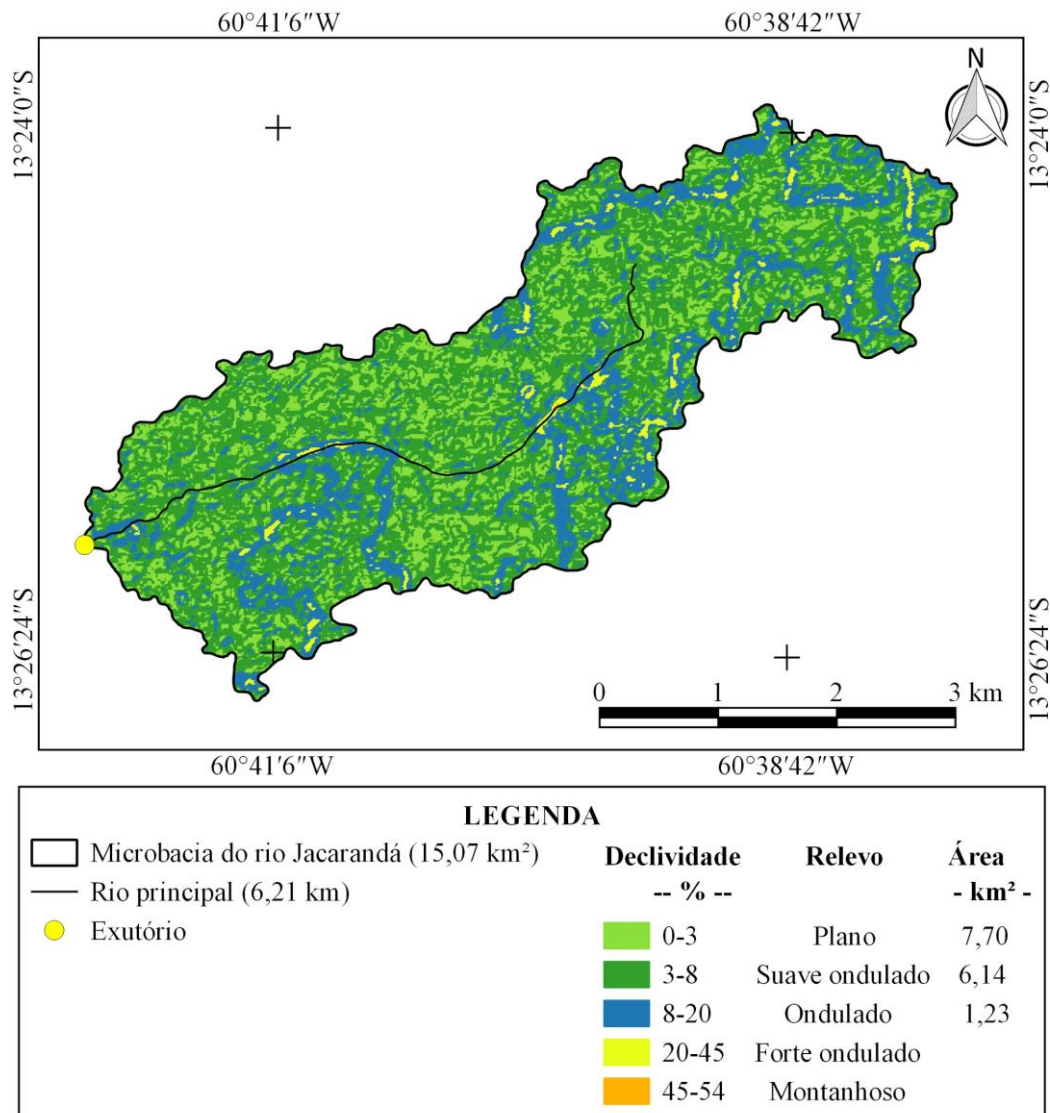 60°41'6"W 60°38'42"W
N
13°24'0"S 13°24'0"S
13°26'24"S 13°26'24"S
0 1 2 3 km
60°41'6"W 60°38'42"W
LEGENDA
Microbacia do rio Jacarandá (15,07 km²)
Rio principal (6,21 km)
Exutório
Declividade Relevo Área
-- % -- - km² -
0-3 Plano 7,70
3-8 Suave ondulado 6,14
8-20 Ondulado 1,23
20-45 Forte ondulado
45-54 Montanhoso